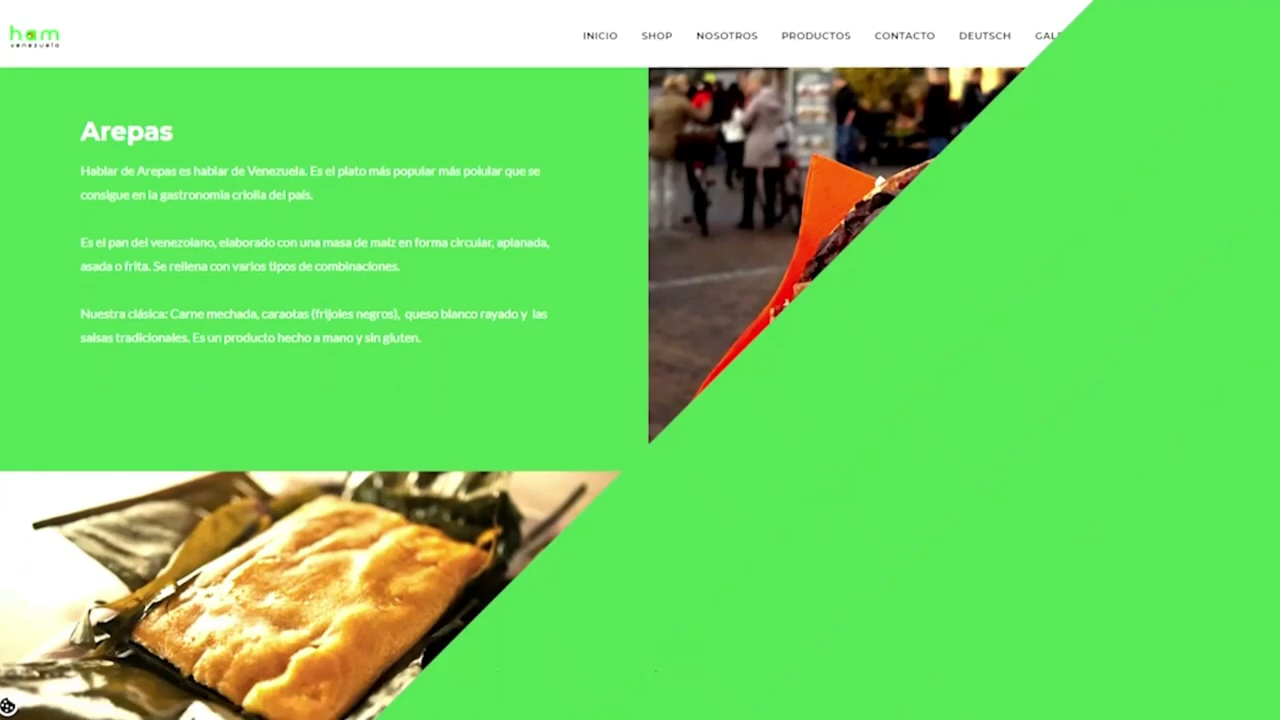 ham
venezuela
INICIO SHOP NOSOTROS PRODUCTOS CONTACTO DEUTSCH GAL
Arepas
Hablar de Arepas es hablar de Venezuela. Es el plato más popular más polular que se
consigue en la gastronomia criolla del país.
Es el pan del venezolano, elaborado con una masa de maíz en forma circular, aplanada,
asada o frita. Se rellena con varios tipos de combinaciones.
Nuestra clásica: Carne mechada, caraotas (frijoles negros), queso blanco rayado y las
salsas tradicionales. Es un producto hecho a mano y sin gluten.